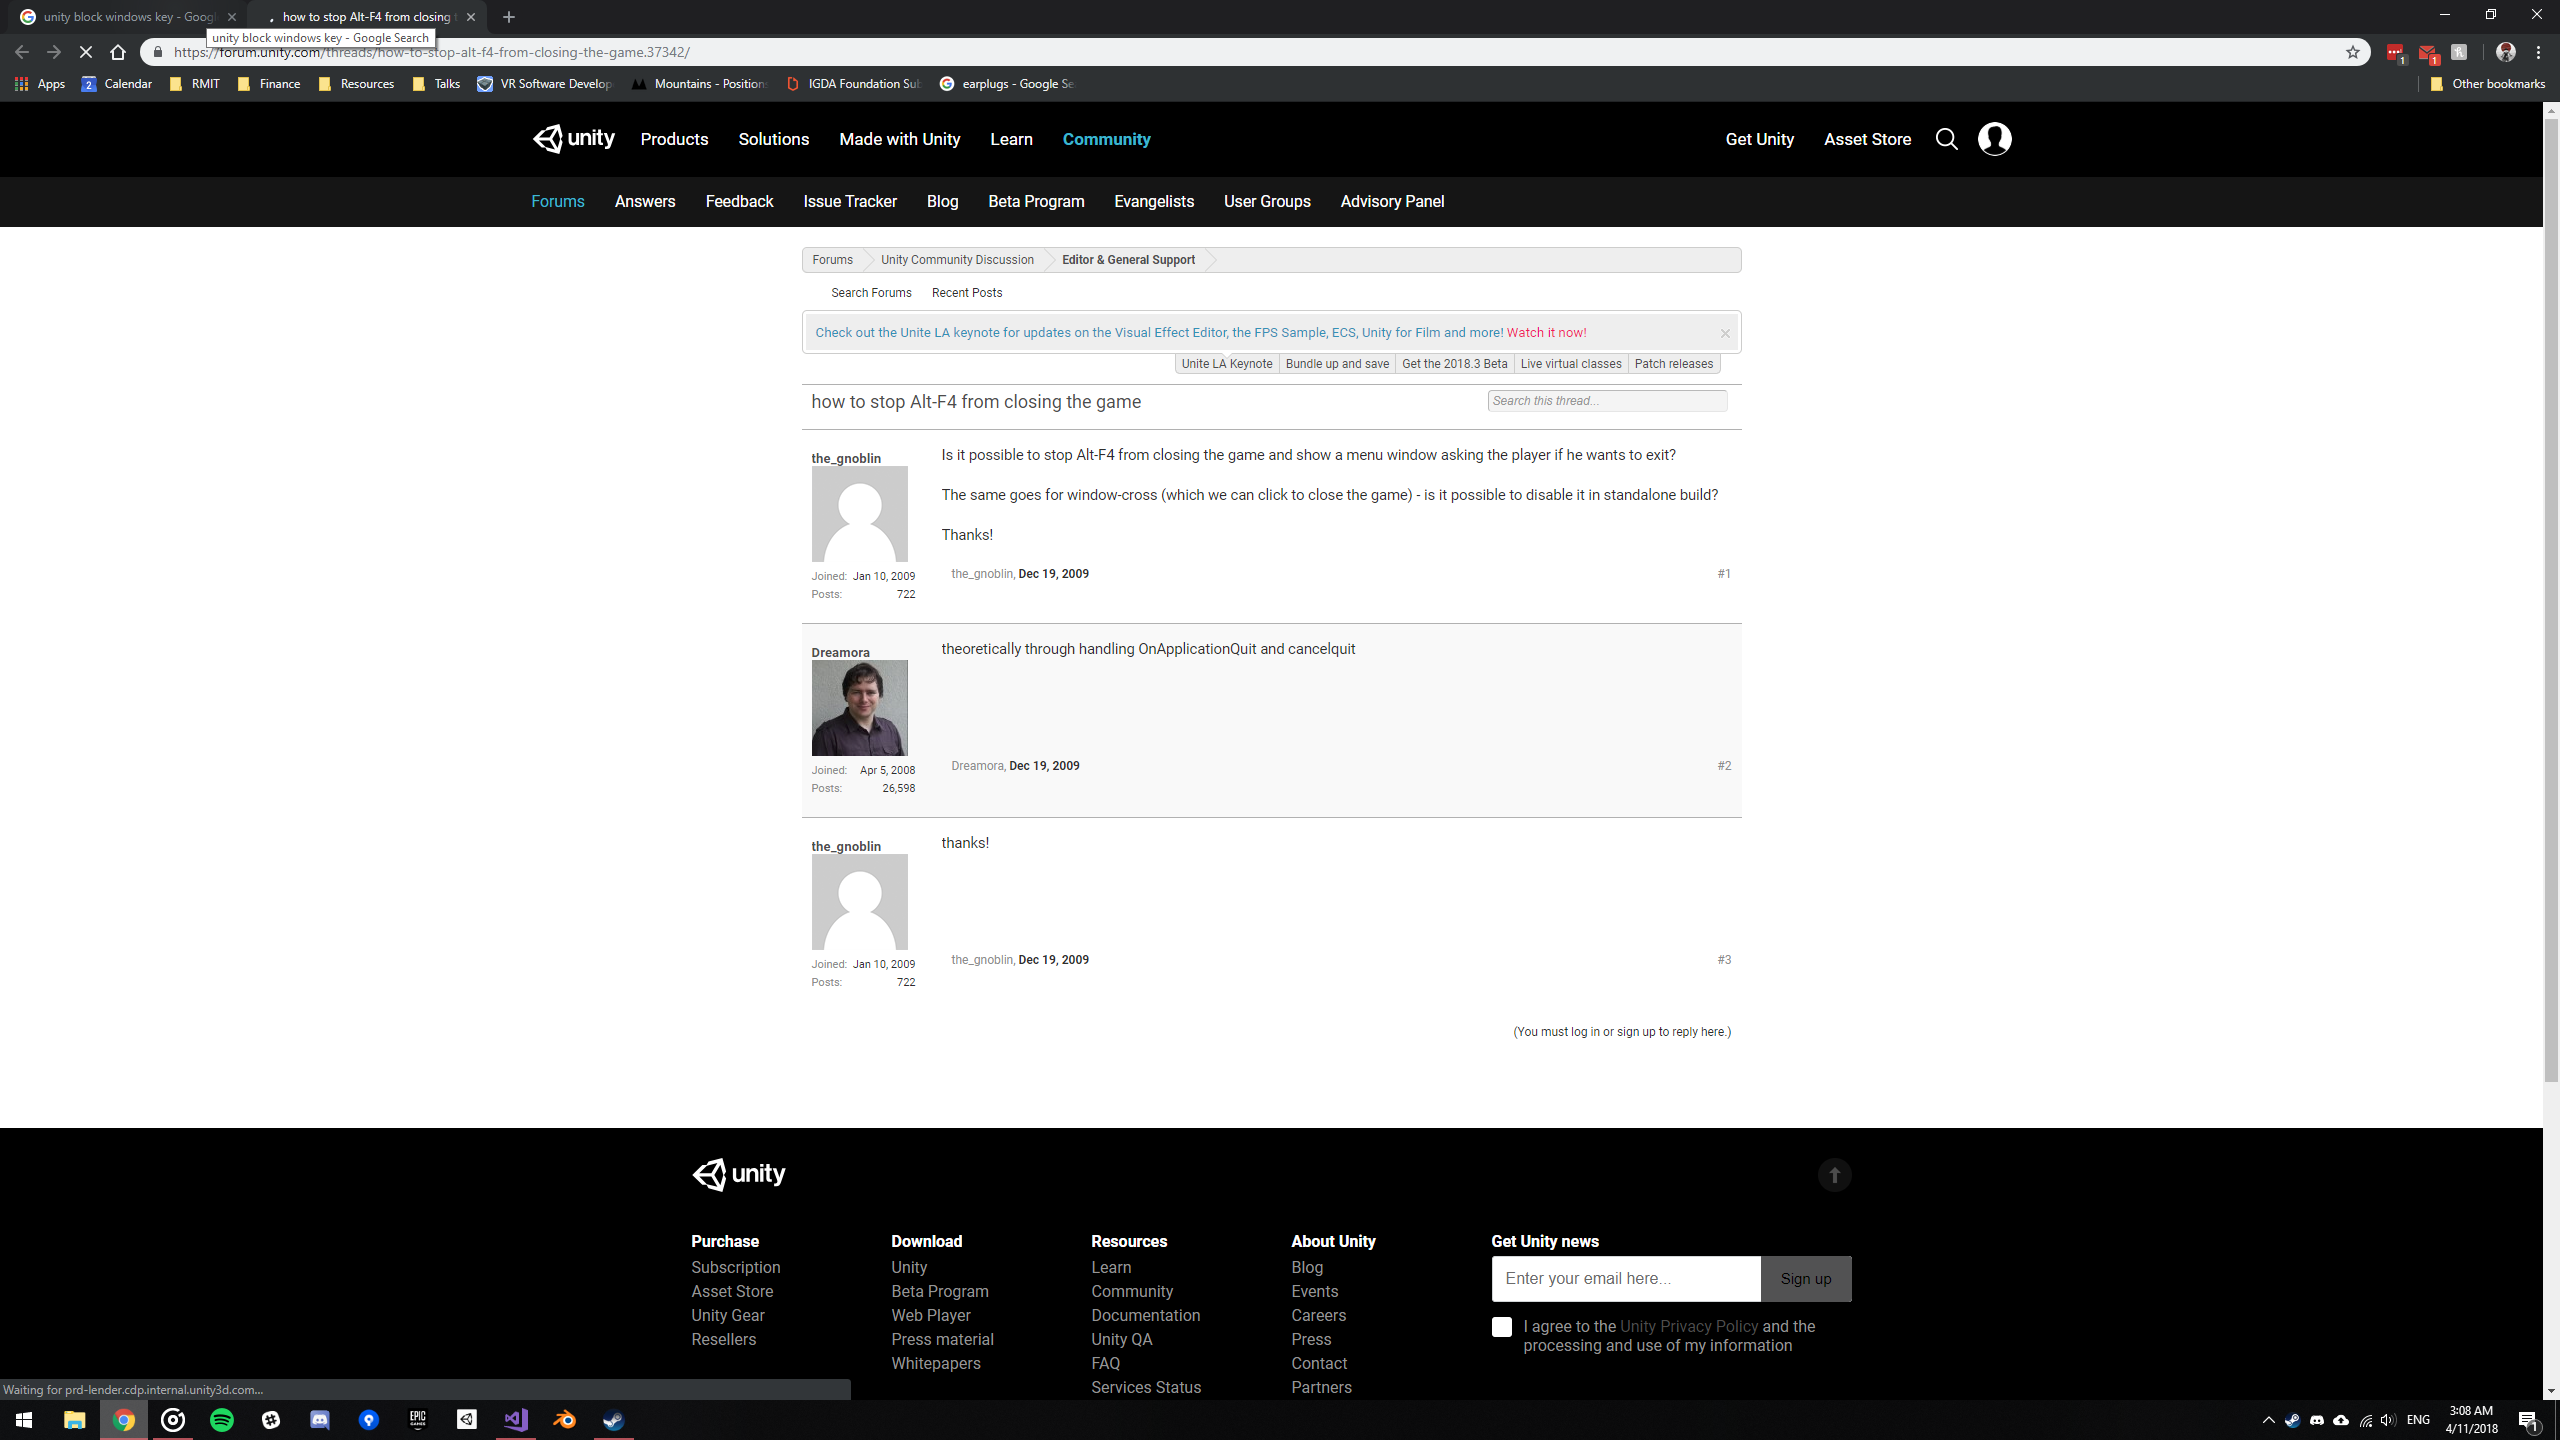 unity block windows key - Goog
how to stop Alt-F4 from closing t
unity block windows key - Google Search
https://forum.unity.com/threads/how-to-stop-alt-f4-from-closing-the-game.37342/
1
1
Apps
2
Calendar
RMIT
Finance
Resources
Talks
VR Software Develop
Mountains - Positions
IGDA Foundation Sub
earplugs - Google Se
Other bookmarks
unity
Products
Solutions
Made with Unity
Learn
Community
Get Unity
Asset Store
Forums
Answers
Feedback
Issue Tracker
Blog
Beta Program
Evangelists
User Groups
Advisory Panel
Forums
Unity Community Discussion
Editor & General Support
Search Forums
Recent Posts
Check out the Unite LA keynote for updates on the Visual Effect Editor, the FPS Sample, ECS, Unity for Film and more! Watch it now!
Unite LA Keynote
Bundle up and save
Get the 2018.3 Beta
Live virtual classes
Patch releases
how to stop Alt-F4 from closing the game
Search this thread...
the_gnoblin
Joined: Jan 10, 2009
Posts: 722
Is it possible to stop Alt-F4 from closing the game and show a menu window asking the player if he wants to exit?
The same goes for window-cross (which we can click to close the game) - is it possible to disable it in standalone build?
Thanks!
the_gnoblin, Dec 19, 2009
#1
Dreamora
Joined: Apr 5, 2008
Posts: 26,598
theoretically through handling OnApplicationQuit and cancelquit
Dreamora, Dec 19, 2009
#2
the_gnoblin
Joined: Jan 10, 2009
Posts: 722
thanks!
the_gnoblin, Dec 19, 2009
#3
(You must log in or sign up to reply here.)
unity
Purchase
Subscription
Asset Store
Unity Gear
Resellers
Download
Unity
Beta Program
Web Player
Press material
Whitepapers
Resources
Learn
Community
Documentation
Unity QA
FAQ
Services Status
About Unity
Blog
Events
Careers
Press
Contact
Partners
Get Unity news
Enter your email here...
Sign up
I agree to the Unity Privacy Policy and the
processing and use of my information
Waiting for prd-lender.cdp.internal.unity3d.com...
EPIC
GAMES
ENG
3:08 AM
4/11/2018
1